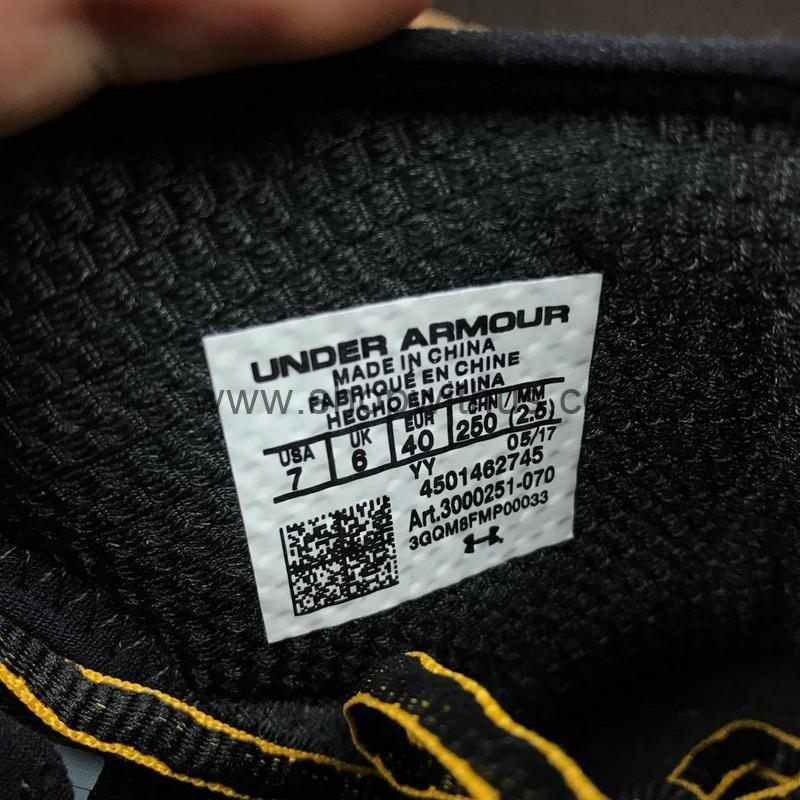 UNDER ARMOUR
MADE IN CHINA
FABRIQUÉ EN CHINE
HECHO EN CHINA
USA UK EUR CHN / MM
7 6 40 250 (2.5)
YY 05/17
4501462745
Art.3000251-070
3GQM8FMP00033